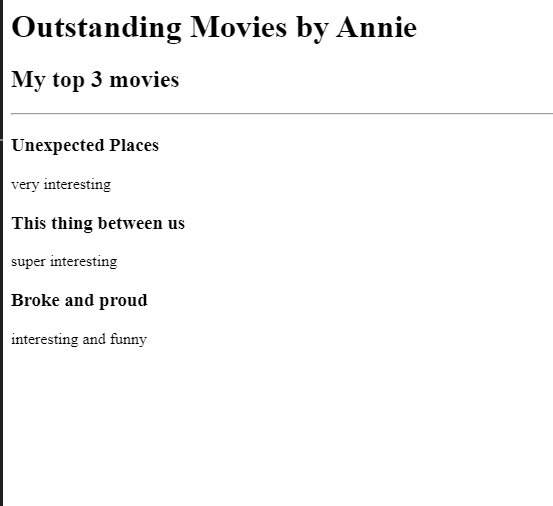 Outstanding Movies by Annie
My top 3 movies
Unexpected Places
very interesting
This thing between us
super interesting
Broke and proud
interesting and funny